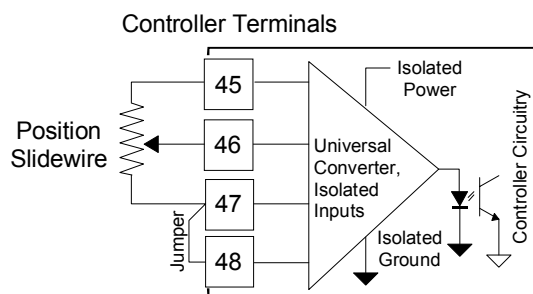 Controller Terminals
45
Isolated
Power
46
Position
Slidewire
Universal
Converter,
Isolated
Inputs
Controller Circuitry
47
Jumper
48
Isolated
Ground